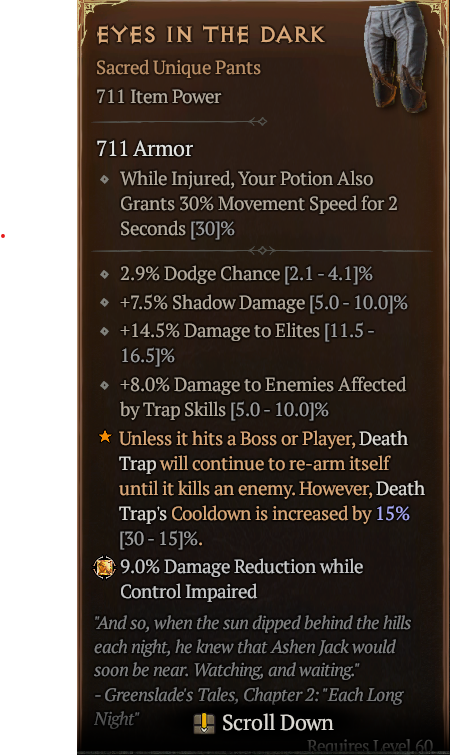 EYES IN THE DARK
Sacred Unique Pants
711 Item Power
711 Armor
While Injured, Your Potion Also
Grants 30% Movement Speed for 2
Seconds [30]%
2.9% Dodge Chance [2.1 - 4.1]%
+7.5% Shadow Damage [5.0 - 10.0]%
+14.5% Damage to Elites [11.5 -
16.5]%
+8.0% Damage to Enemies Affected
by Trap Skills [5.0 - 10.0]%
Unless it hits a Boss or Player, Death
Trap will continue to re-arm itself
until it kills an enemy. However, Death
Trap's Cooldown is increased by 15%
[30 - 15]%.
9.0% Damage Reduction while
Control Impaired
"And so, when the sun dipped behind the hills
each night, he knew that Ashen Jack would
soon be near. Watching, and waiting."
- Greenslade's Tales, Chapter 2: "Each Long
Night"
Scroll Down
Requires Level 60